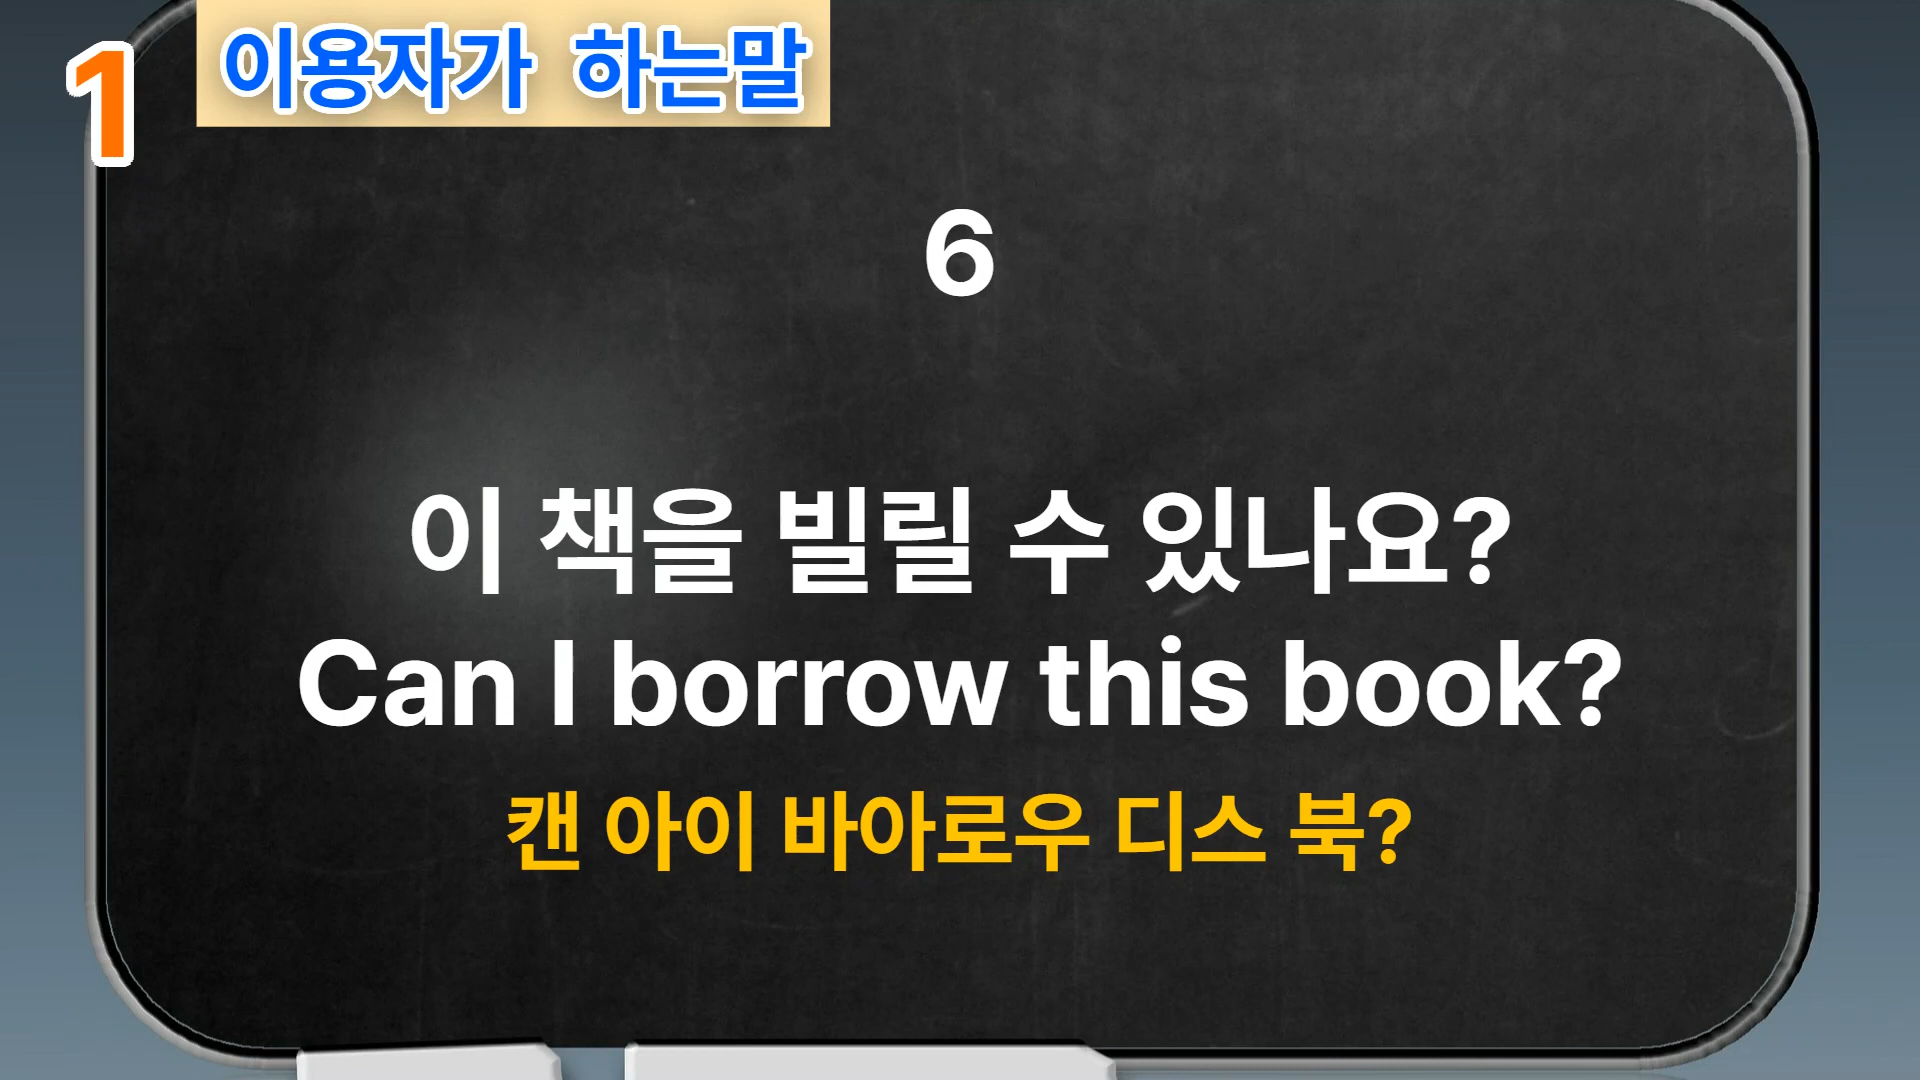 1
이용자가 하는말
6
이 책을 빌릴 수 있나요?
Can I borrow this book?
캔 아이 바아로우 디스 북?